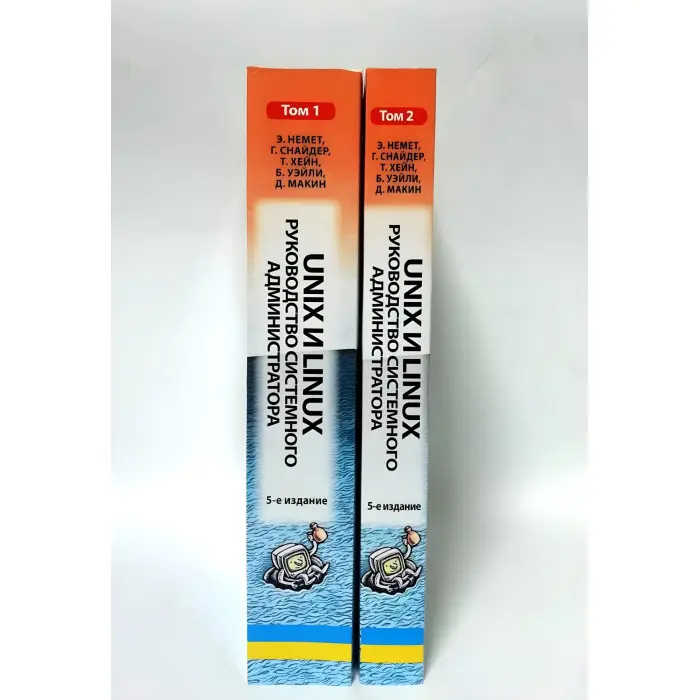 Том 1
Э. НЕМЕТ,
Г. СНАЙДЕР,
Т. ХЕЙН,
Б. УЭЙЛИ,
Д. МАКИН
UNIX И LINUX
РУКОВОДСТВО СИСТЕМНОГО
АДМИНИСТРАТОРА
5-е издание
Том 2
Э. НЕМЕТ,
Г. СНАЙДЕР,
Т. ХЕЙН,
Б. УЭЙЛИ,
Д. МАКИН
UNIX И LINUX
РУКОВОДСТВО СИСТЕМНОГО
АДМИНИСТРАТОРА
5-е издание